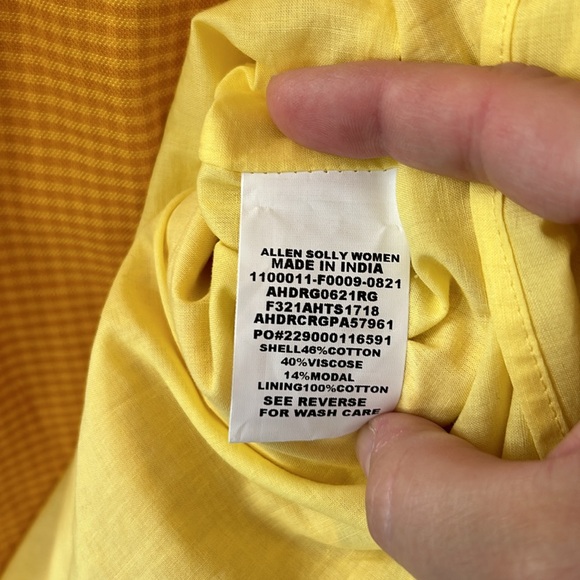 ALLEN SOLLY WOMEN
MADE IN INDIA
1100011-F0009-0821
AHDRG0621RG
F321AHTS1718
AHDRCRGPA57961
PO#229000116591
SHELL46%COTTON
40%VISCOSE
14%MODAL
LINING100%COTTON
SEE REVERSE
FOR WASH CARE